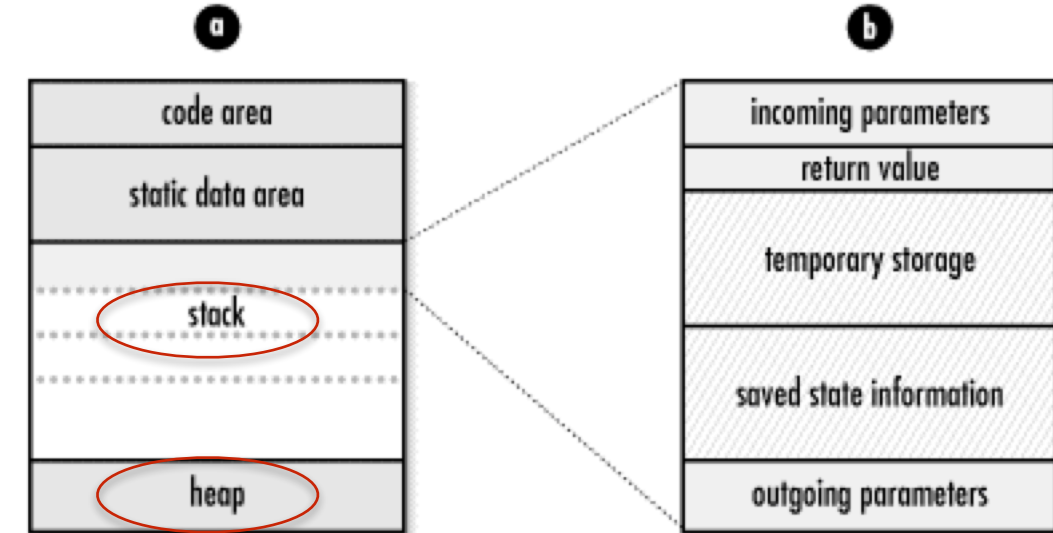 a
code area
static data area
stack
heap
b
incoming parameters
return value
temporary storage
saved state information
outgoing parameters